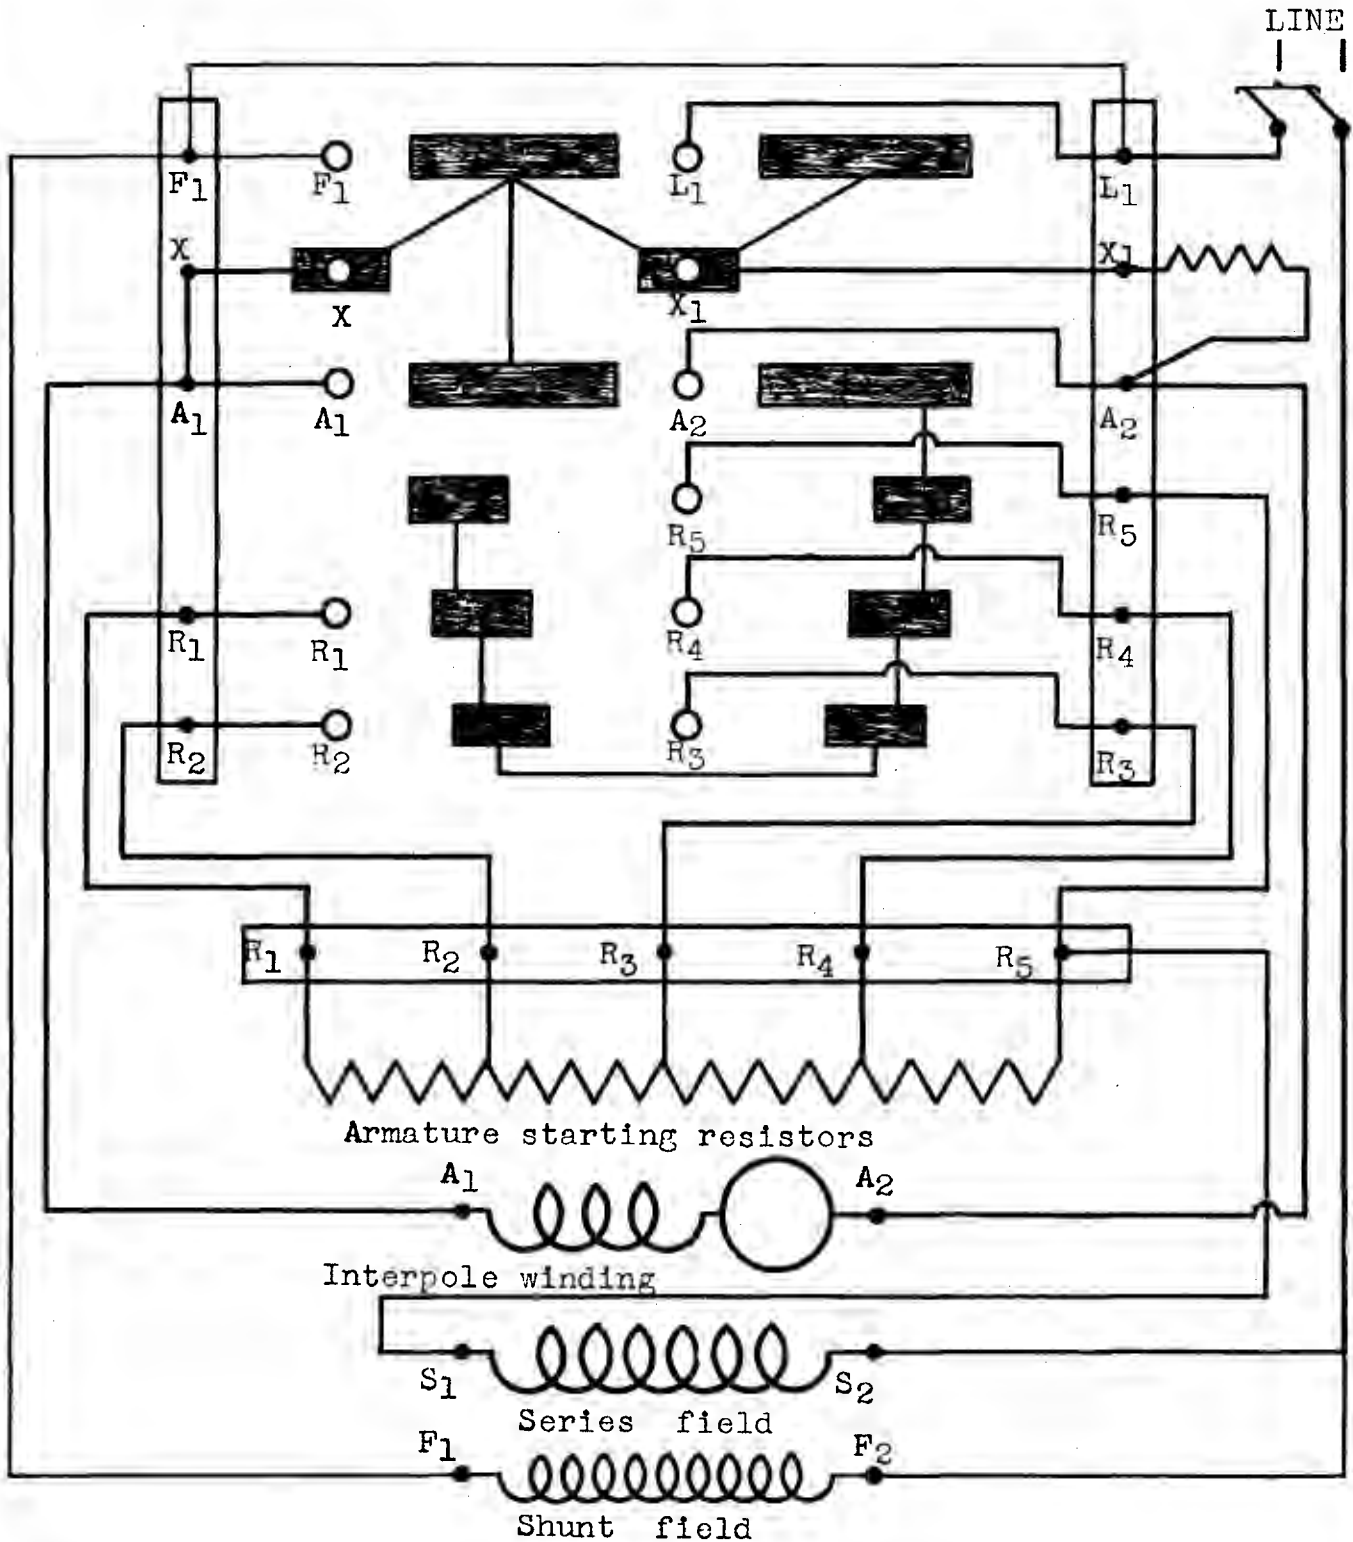 LINE
F1 F1 L1 L1
X X1
X X1
A1 A1 A2 A2
R5 R5
R1 R1 R4 R4
R2 R2 R3 R3
R1 R2 R3 R4 R5
Armature starting resistors
A1 A2
Interpole winding
S1 S2
Series field
F1 F2
Shunt field